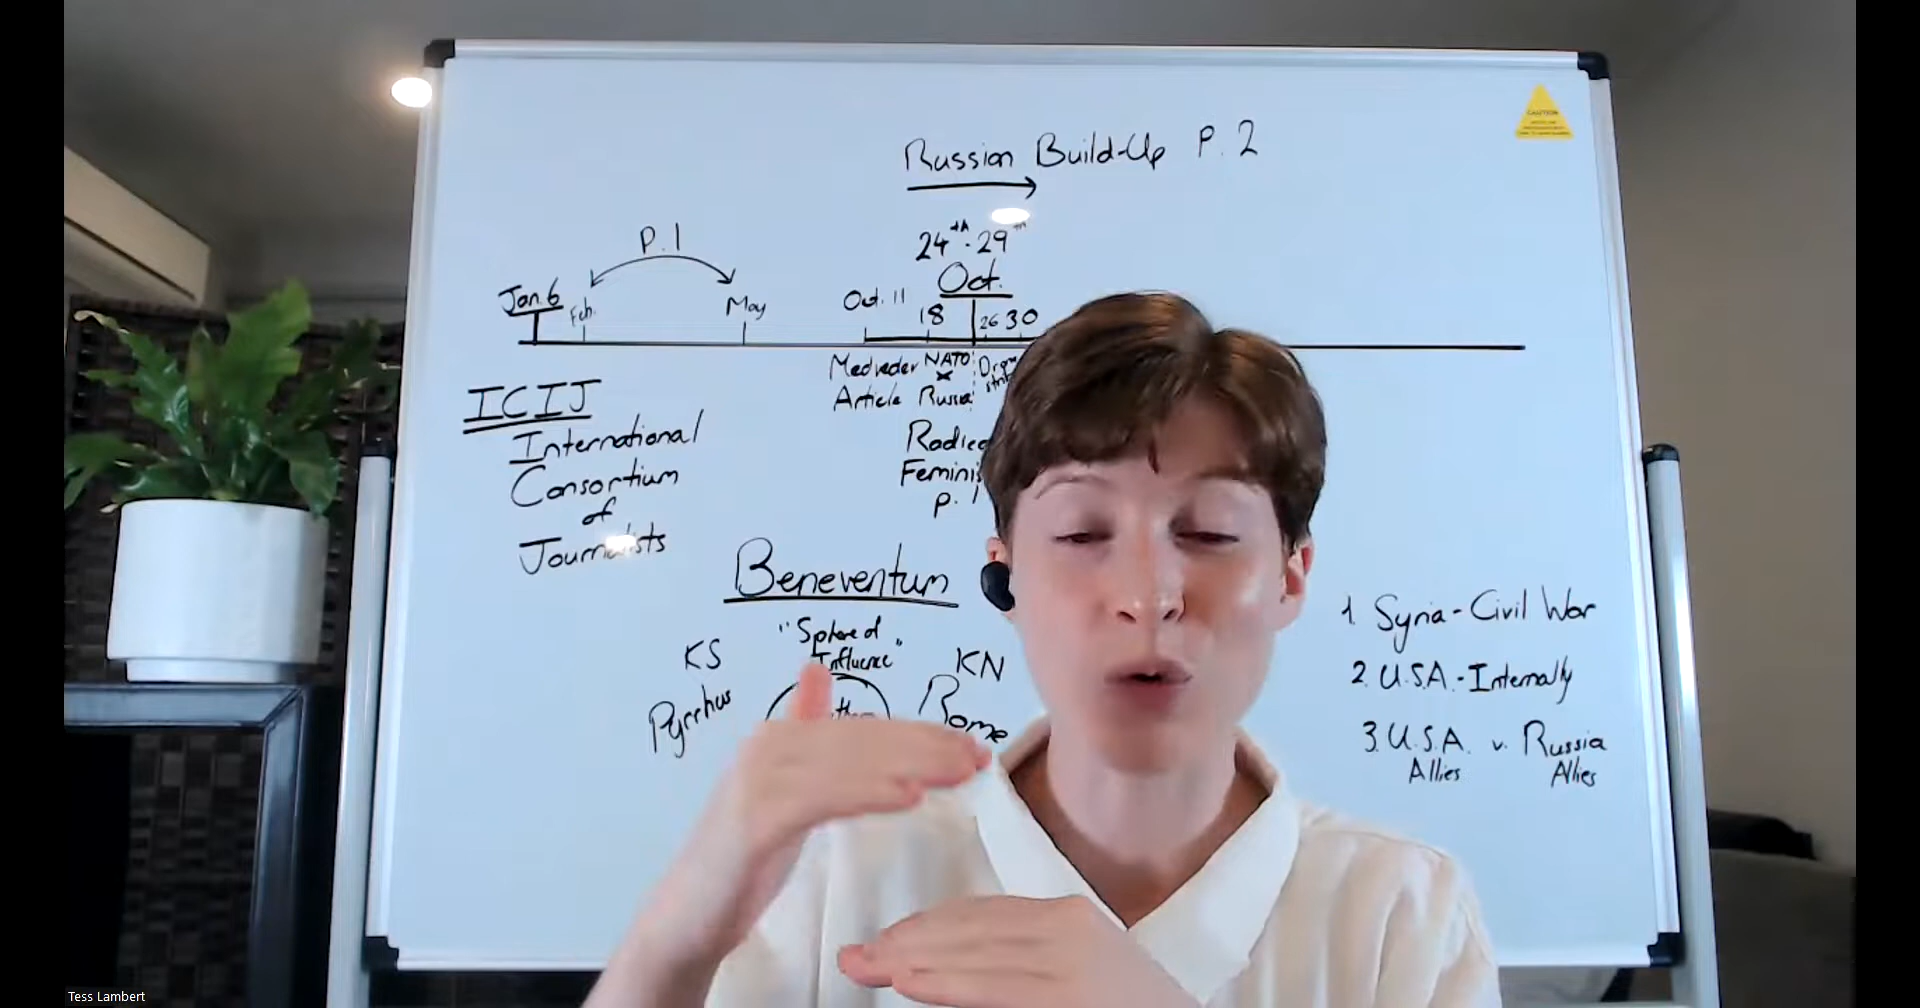 CAUTION
Russian Build-Up P. 2
P. 1
24th - 29th
Oct.
Jan. 6
Feb.
May
Oct. 11
18
26
30
Medvedev
Article
NATO
x
Russia
Radical
Feminis
p. 1
ICIJ
International
Consortium
of
Journalists
Beneventum
"Sphere of
Influence"
KS
Pyrrhus
KN
Rome
1. Syria - Civil War
2. U.S.A. - Internally
3. U.S.A. v. Russia
Allies Allies
Tess Lambert